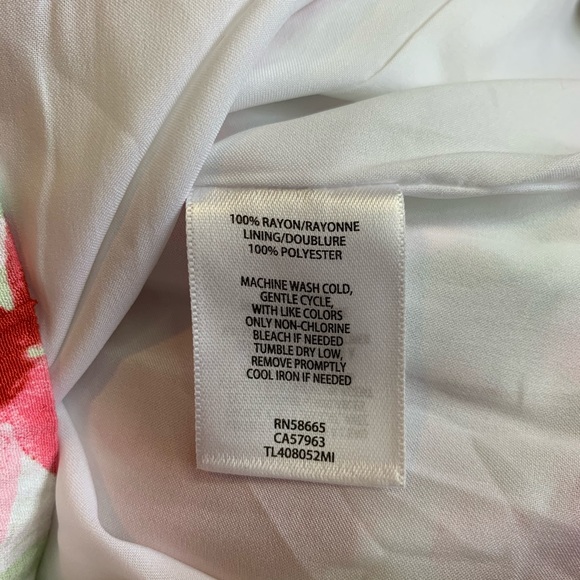 100% RAYON/RAYONNE
LINING/DOUBLURE
100% POLYESTER
MACHINE WASH COLD,
GENTLE CYCLE,
WITH LIKE COLORS
ONLY NON-CHLORINE
BLEACH IF NEEDED
TUMBLE DRY LOW,
REMOVE PROMPTLY
COOL IRON IF NEEDED
RN58665
CA57963
TL408052MI